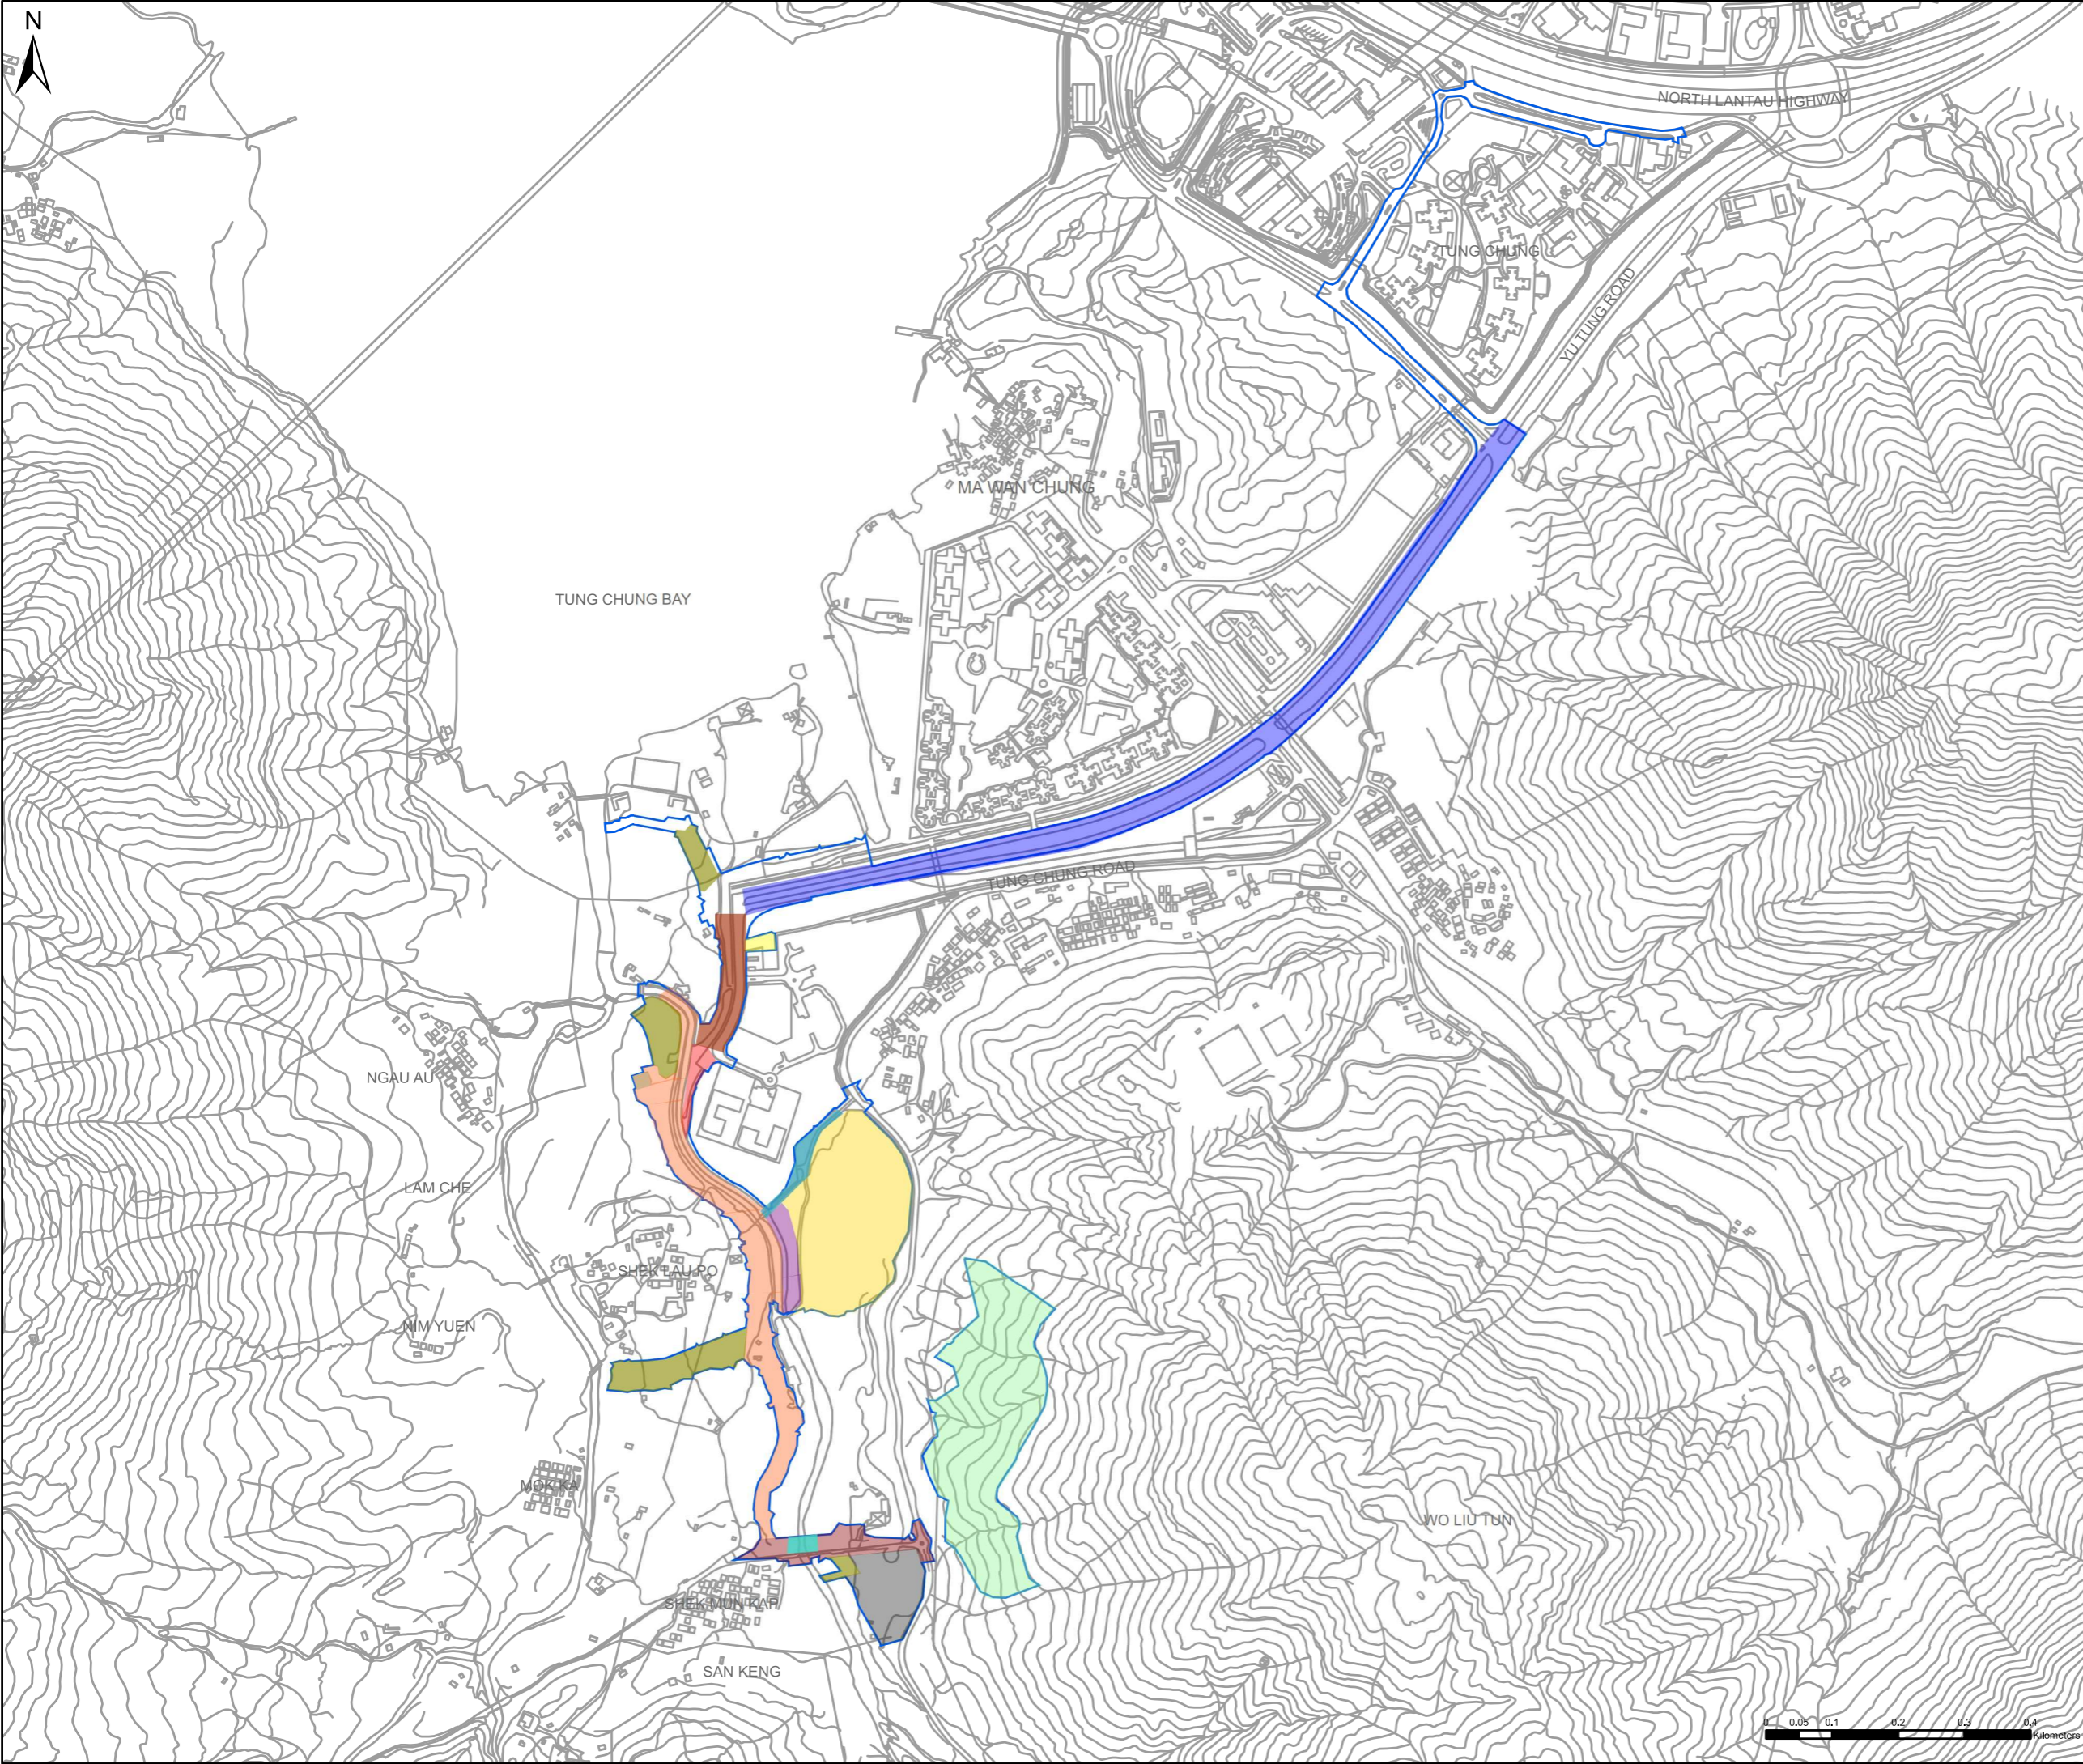 N
NORTH LANTAU HIGHWAY
TUNG CHUNG
YU TUNG ROAD
MA WAN CHUNG
TUNG CHUNG BAY
TUNG CHUNG ROAD
NGAU AU
LAM CHE
SHEK LAU PO
NIM YUEN
MOK KA
WO LIU TUN
SHEK MUN KAP
SAN KENG
0 0.05 0.1 0.2 0.3 0.4
Kilometers